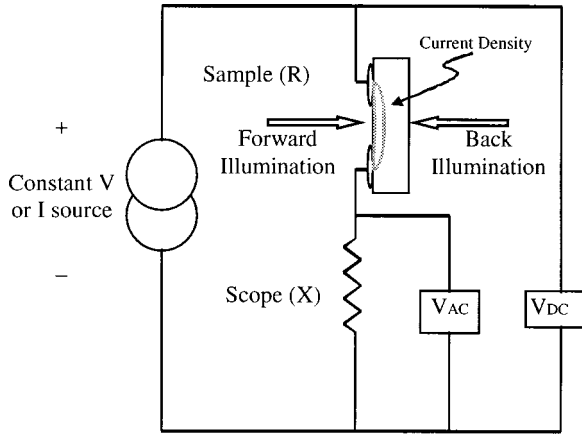 Current Density
Sample (R)
+
Forward
Illumination
Back
Illumination
Constant V
or I source
−
Scope (X)
VAC
VDC